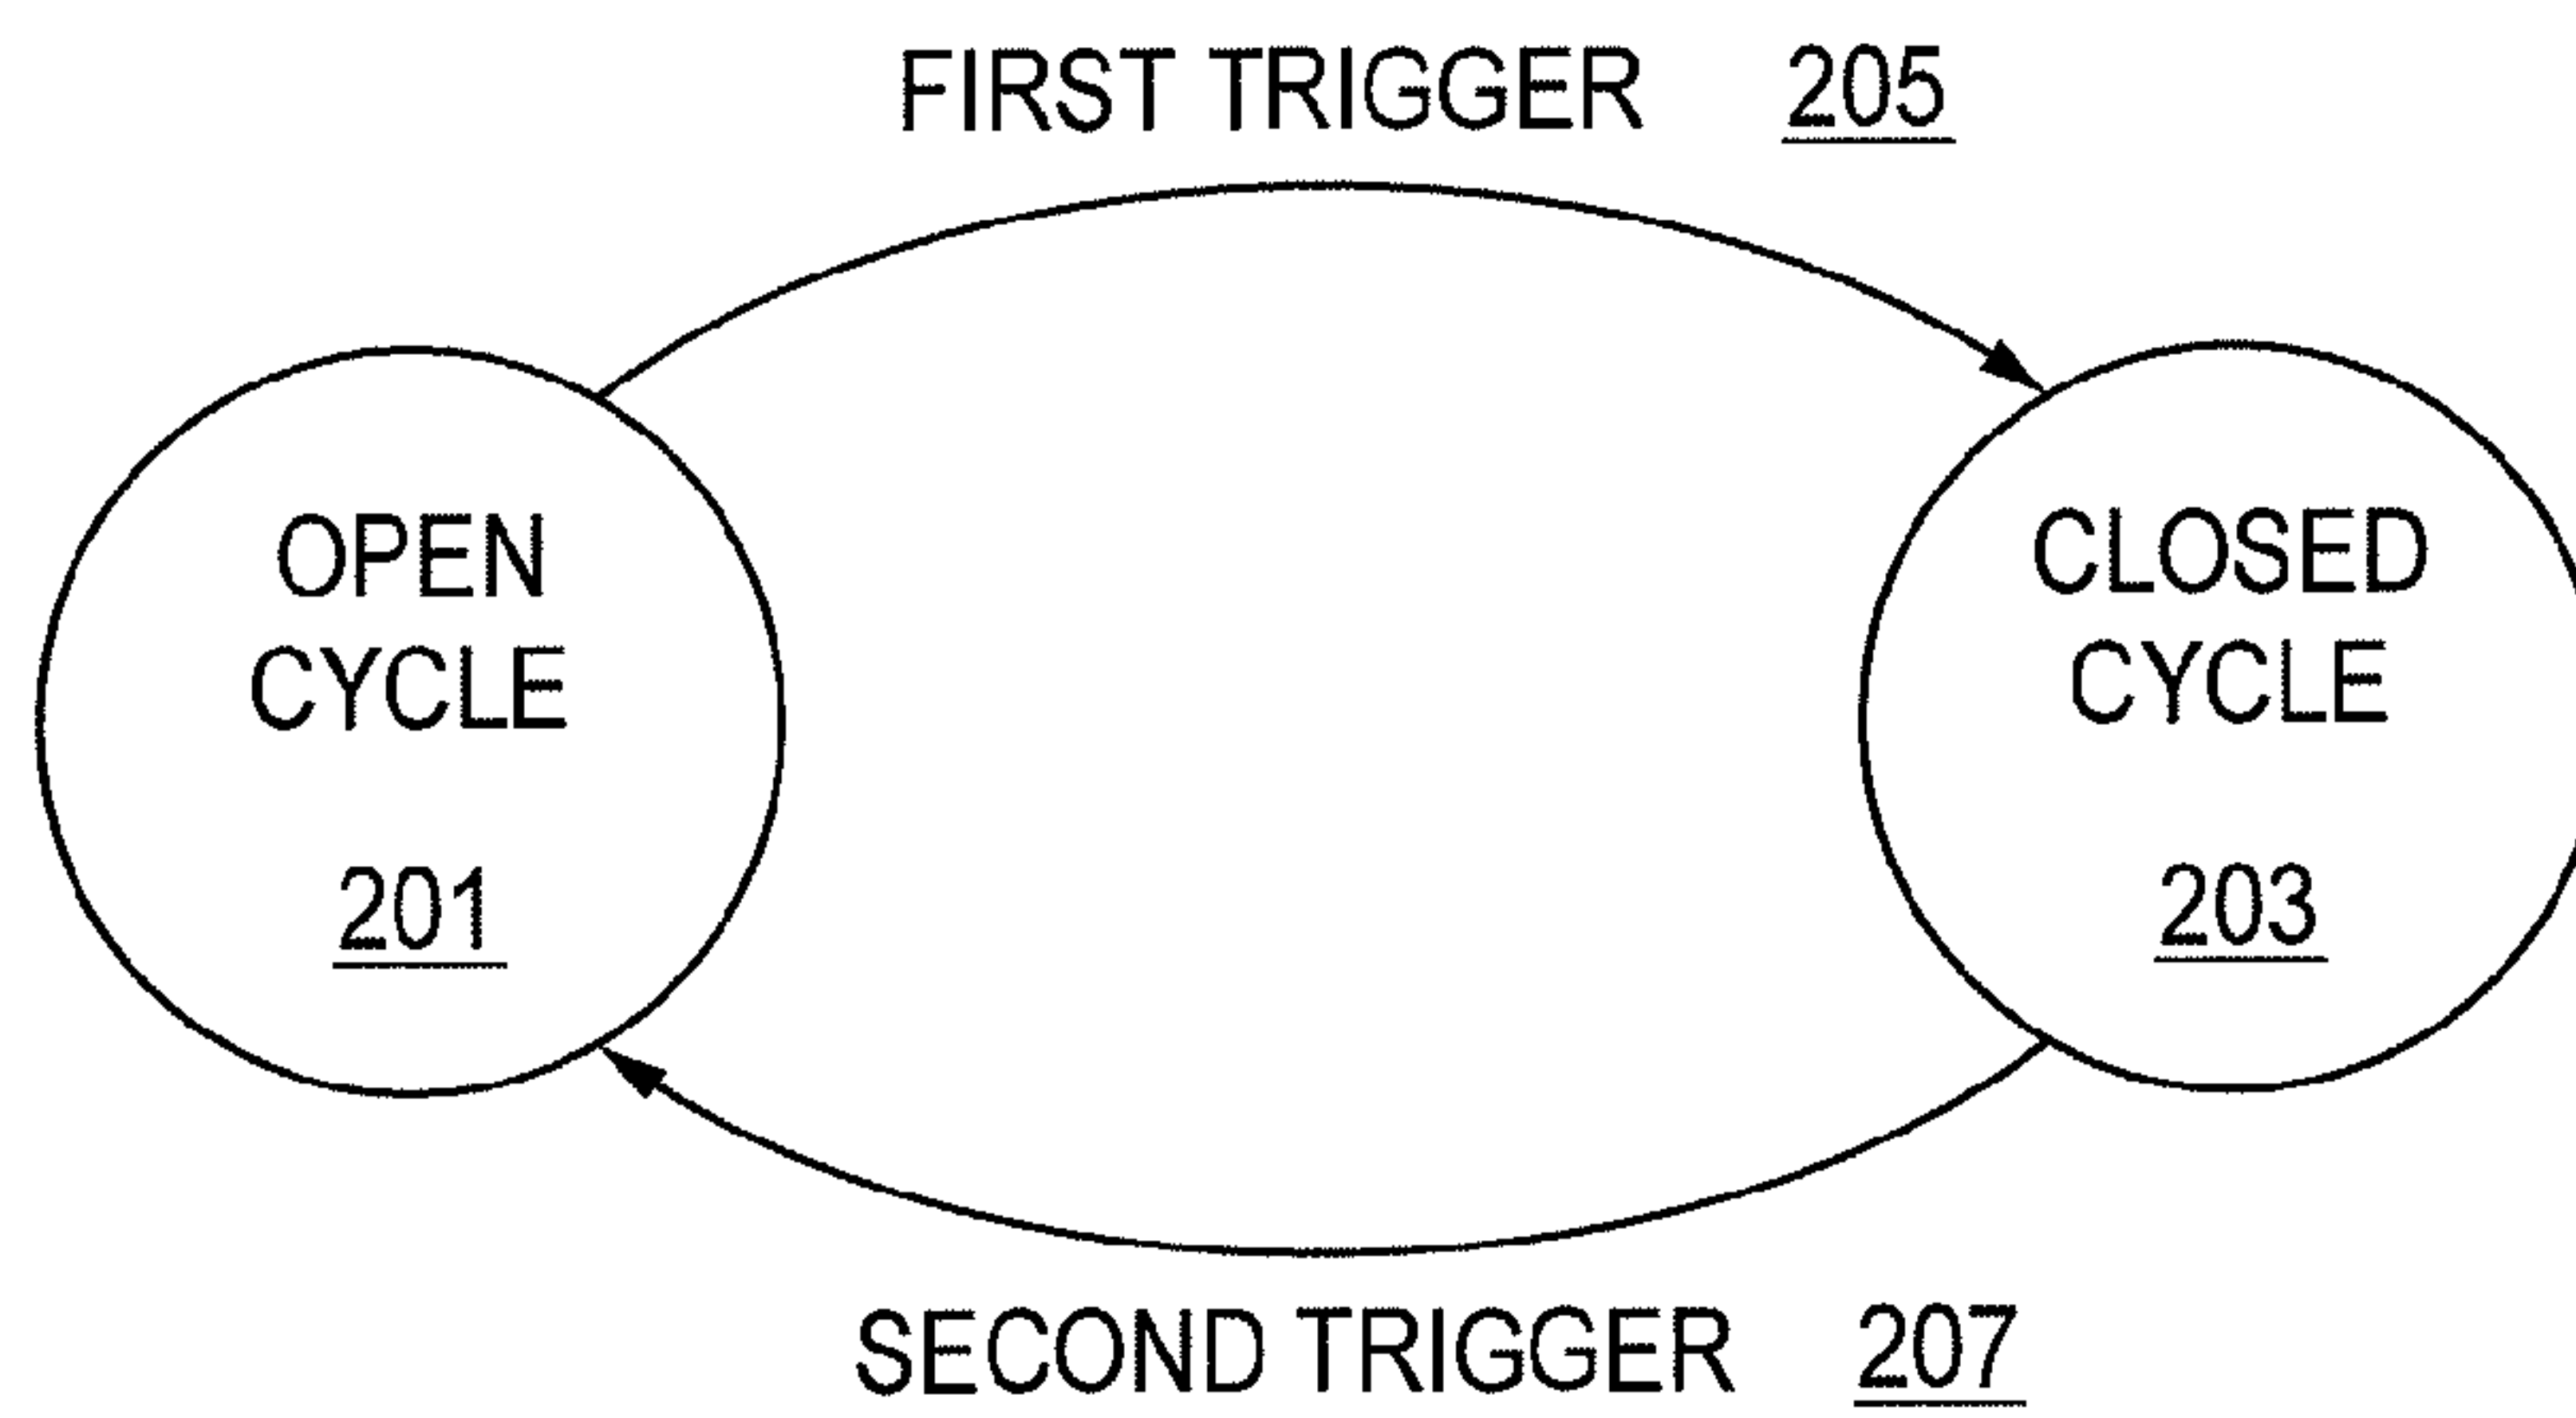 FIRST TRIGGER 205
OPEN
CYCLE
201
CLOSED
CYCLE
203
SECOND TRIGGER 207